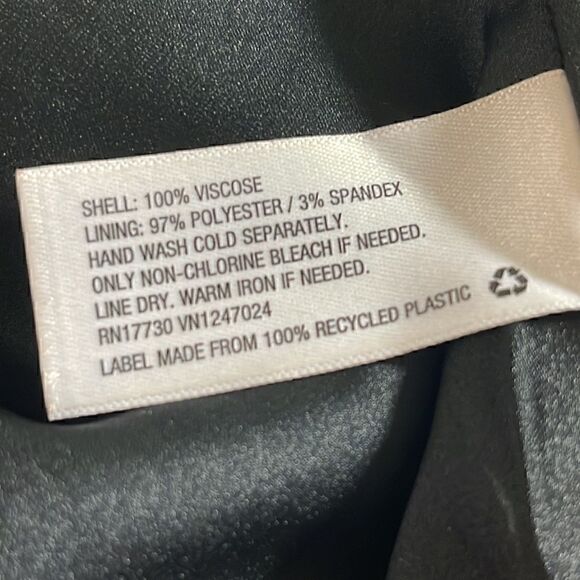 SHELL: 100% VISCOSE
LINING: 97% POLYESTER / 3% SPANDEX
HAND WASH COLD SEPARATELY.
ONLY NON-CHLORINE BLEACH IF NEEDED.
LINE DRY. WARM IRON IF NEEDED.
RN17730 VN1247024
LABEL MADE FROM 100% RECYCLED PLASTIC